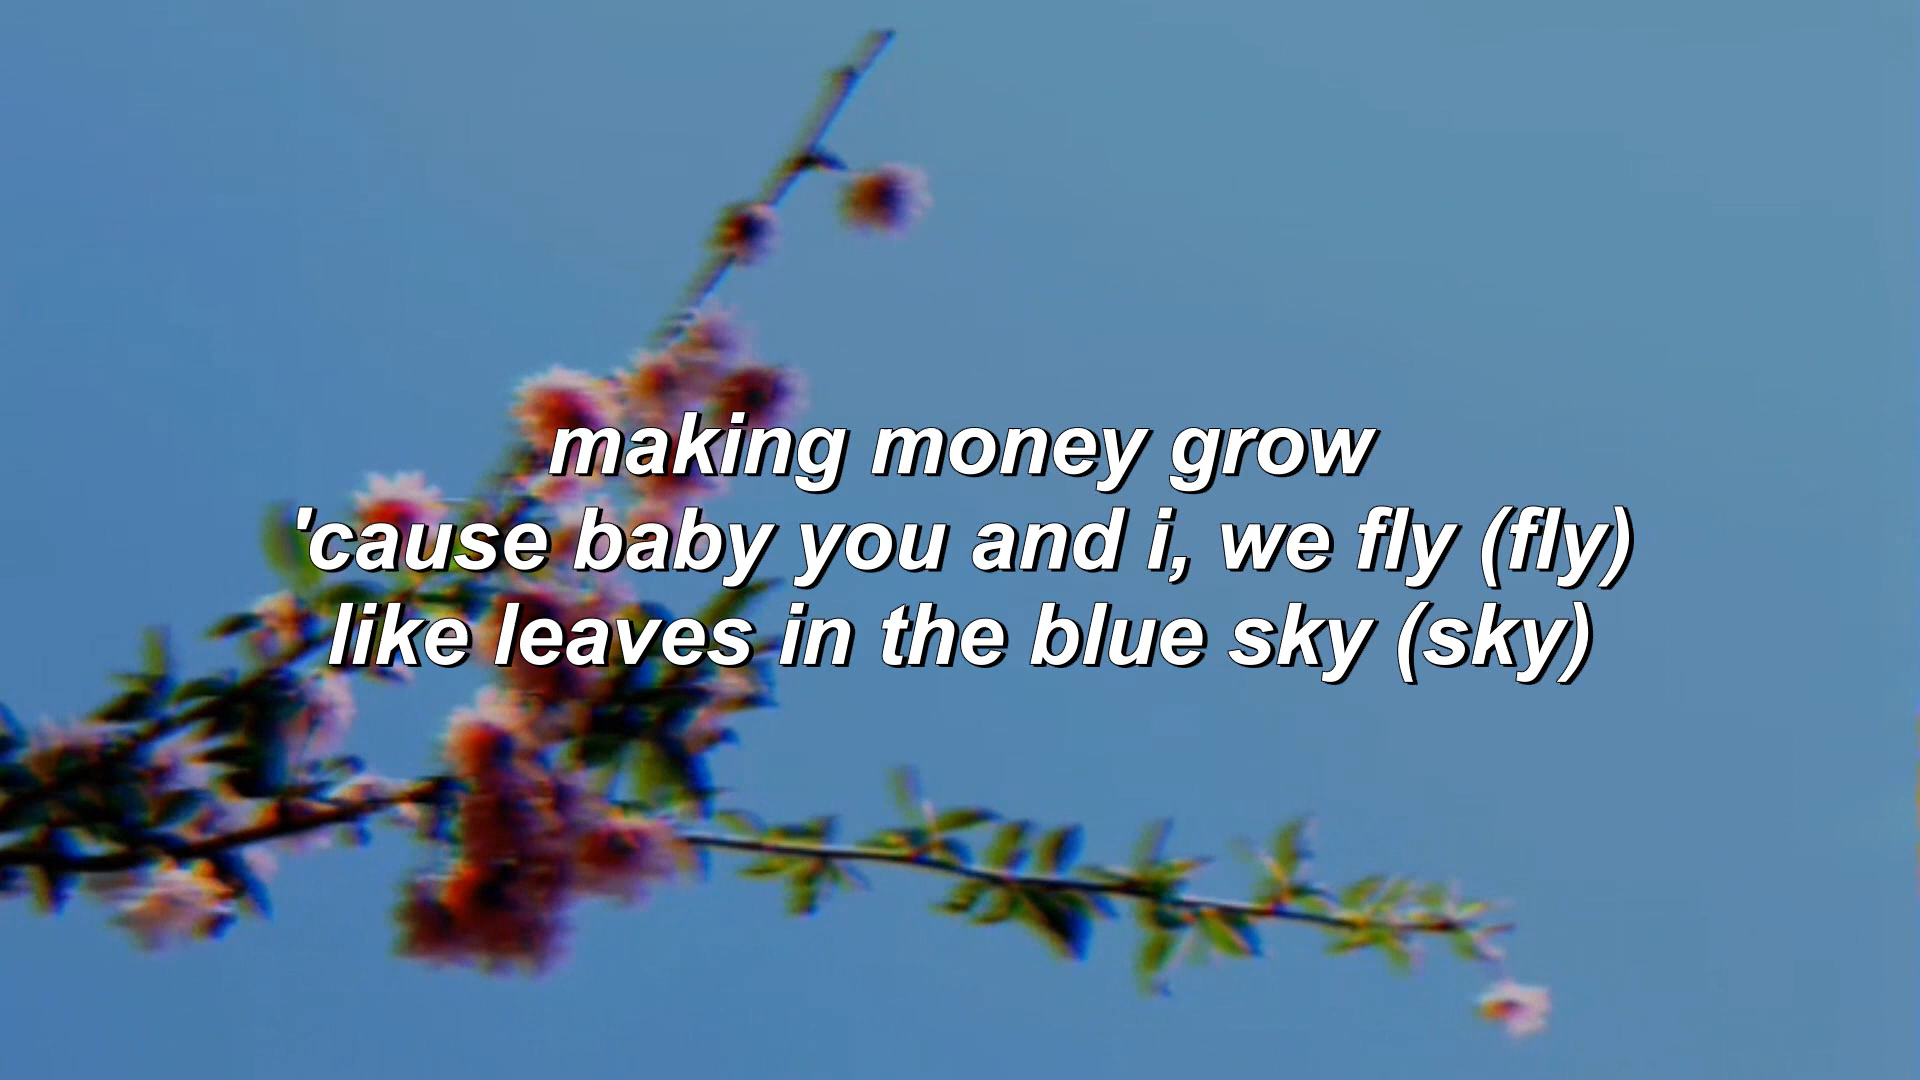 making money grow
'cause baby you and i, we fly (fly)
like leaves in the blue sky (sky)